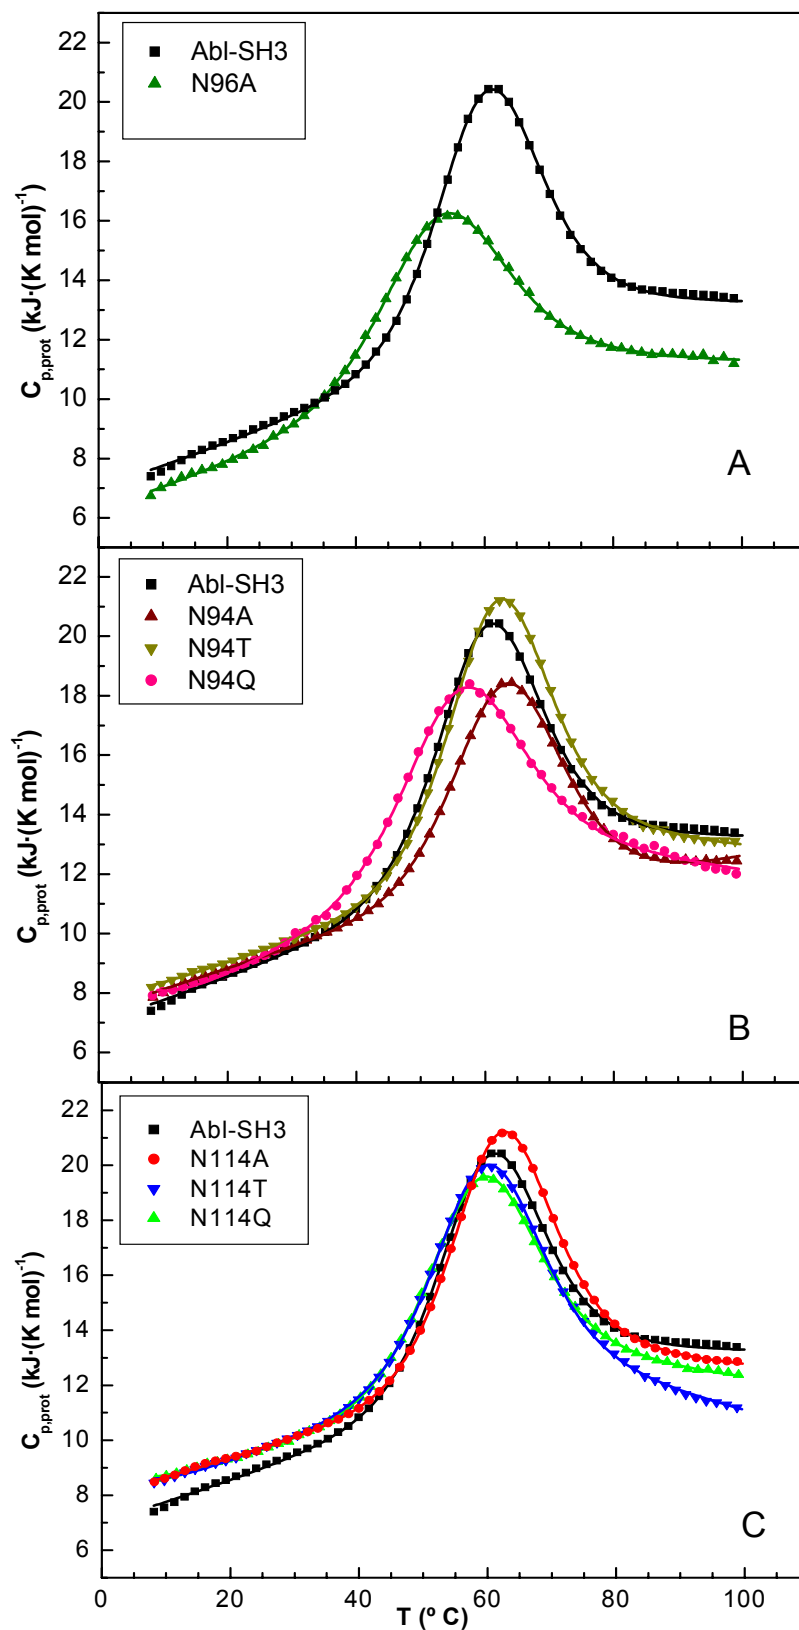 Abl-SH3
N96A
22
20
18
16
14
12
10
8
6
C_p,prot (kJ·(K mol)^-1)
A
Abl-SH3
N94A
N94T
N94Q
22
20
18
16
14
12
10
8
6
C_p,prot (kJ·(K mol)^-1)
B
Abl-SH3
N114A
N114T
N114Q
22
20
18
16
14
12
10
8
6
C_p,prot (kJ·(K mol)^-1)
C
0 20 40 60 80 100
T (º C)